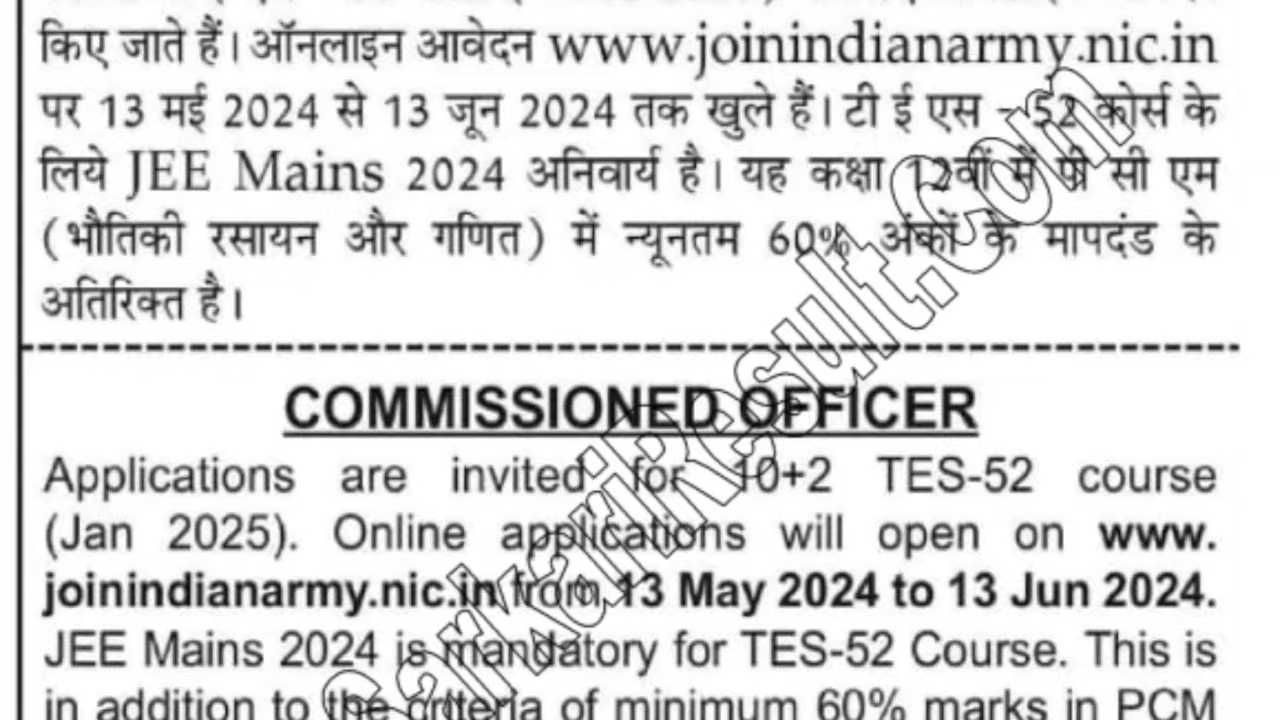 किए जाते हैं। ऑनलाइन आवेदन www.joinindianarmy.nic.in
पर 13 मई 2024 से 13 जून 2024 तक खुले हैं। टी ई एस - 52 कोर्स के
लिये JEE Mains 2024 अनिवार्य है। यह कक्षा 12वीं में पी सी एम
(भौतिकी रसायन और गणित) में न्यूनतम 60% अंकों के मापदंड के
अतिरिक्त है।
COMMISSIONED OFFICER
Applications are invited for 10+2 TES-52 course
(Jan 2025). Online applications will open on www.
joinindianarmy.nic.in from 13 May 2024 to 13 Jun 2024.
JEE Mains 2024 is mandatory for TES-52 Course. This is
in addition to the criteria of minimum 60% marks in PCM
SarkariResult.com